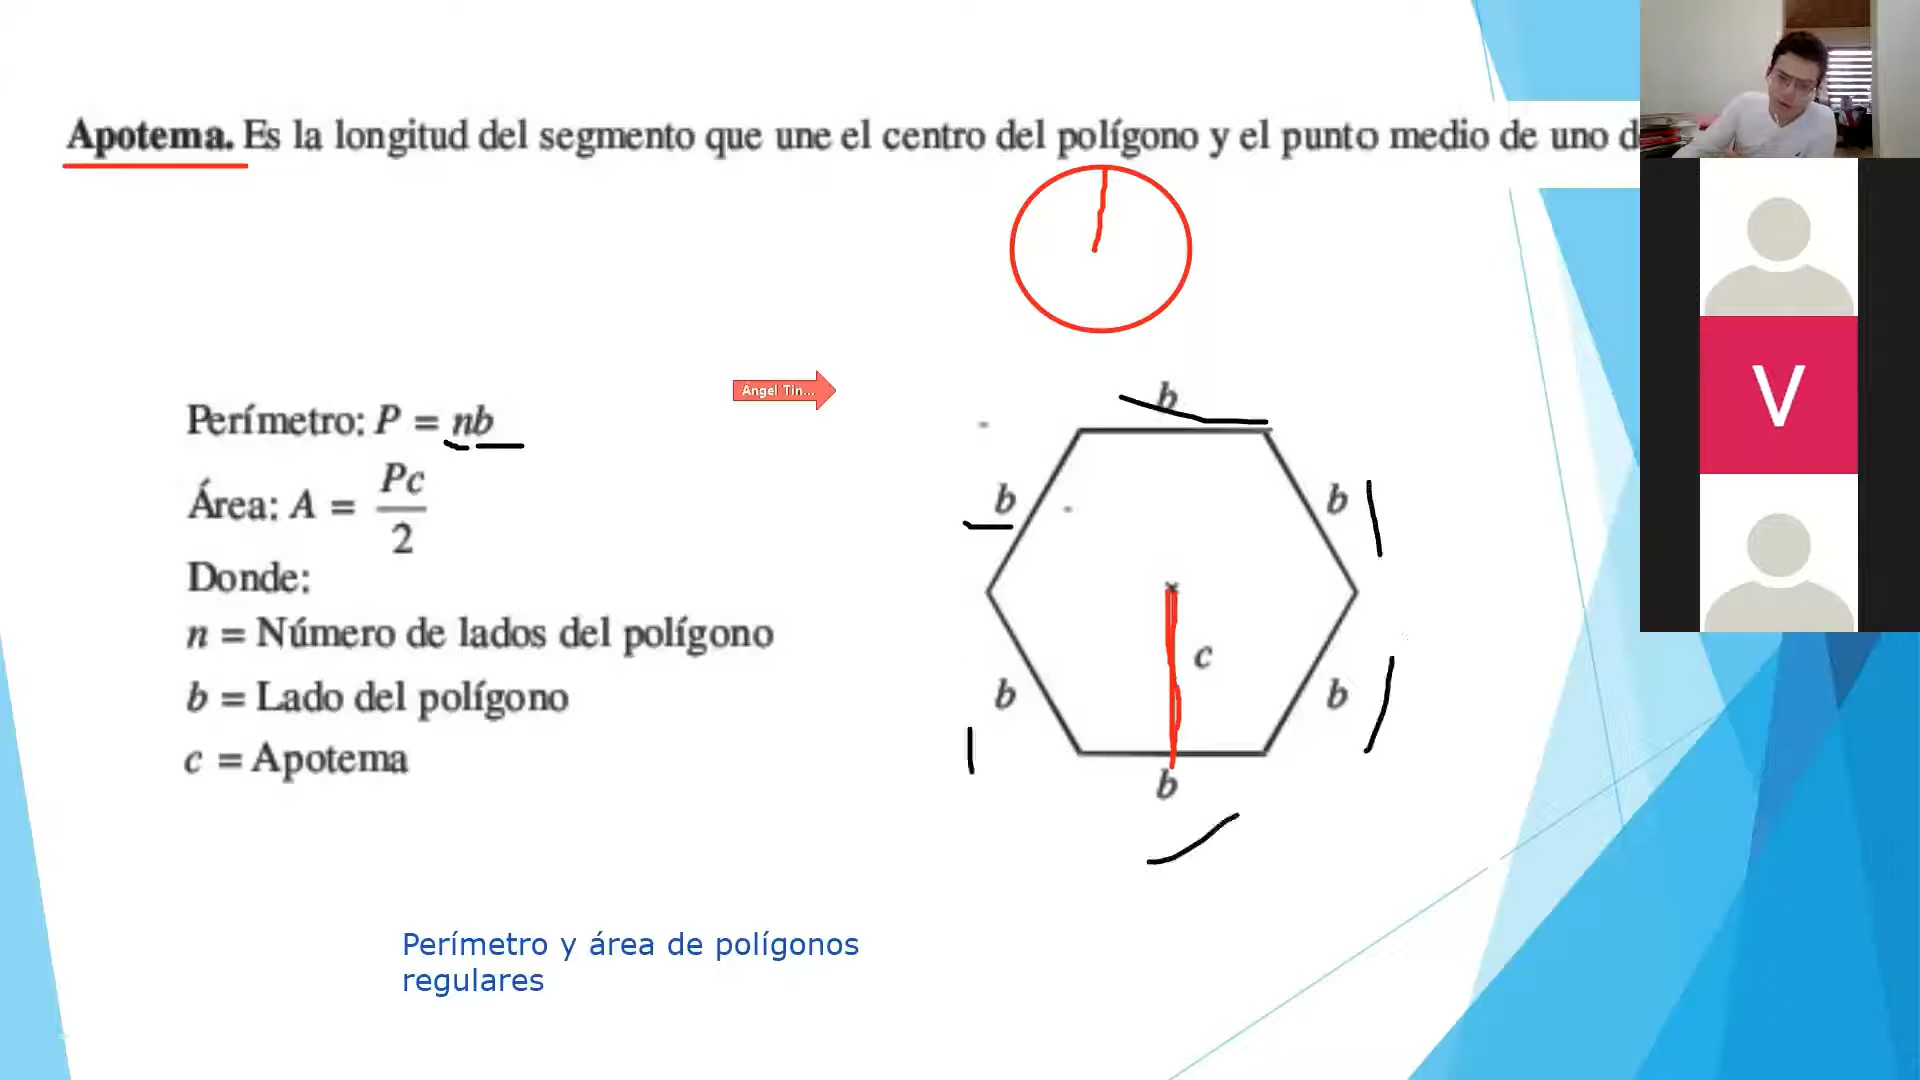 Apotema. Es la longitud del segmento que une el centro del polígono y el punto medio de uno d
Angel Tin...
Perímetro: P = nb
Área: A = Pc
2
Donde:
n = Número de lados del polígono
b = Lado del polígono
c = Apotema
b
b
b
c
b
b
b
Perímetro y área de polígonos
regulares
V